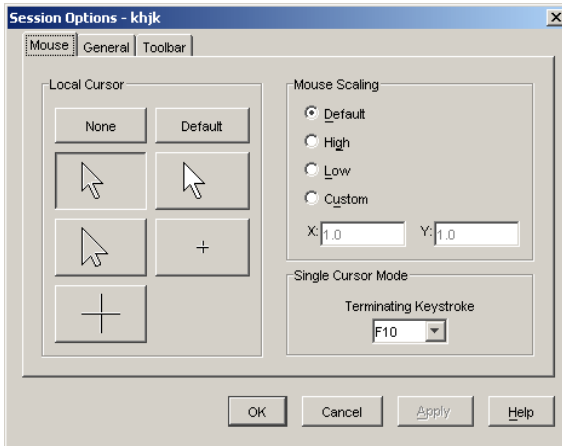 Session Options - khjk
Mouse General Toolbar
Local Cursor
None Default
Mouse Scaling
Default
High
Low
Custom
X: 1.0 Y: 1.0
Single Cursor Mode
Terminating Keystroke
F10
OK Cancel Apply Help